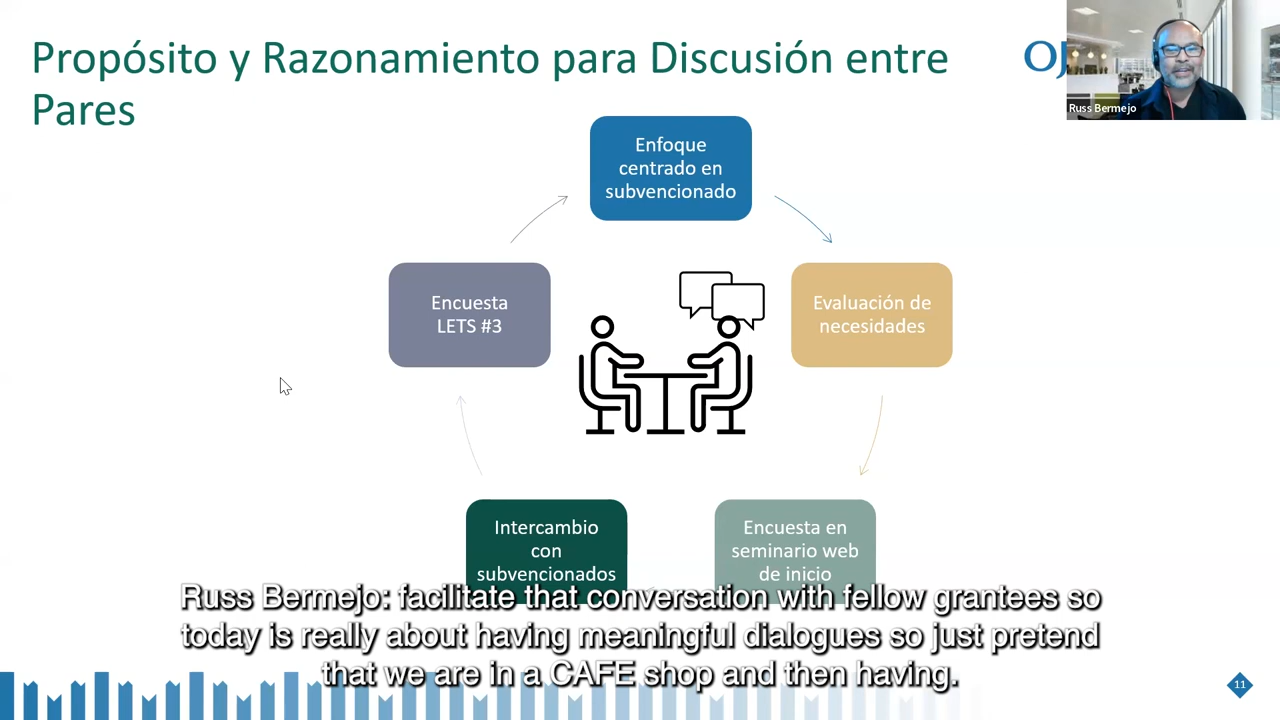 Propósito y Razonamiento para Discusión entre
Pares
OJ
Russ Bermejo
Enfoque
centrado en
subvencionado
Encuesta
LETS #3
Evaluación de
necesidades
Intercambio
con
subvencionados
Encuesta en
seminario web
de inicio
Russ Bermejo: facilitate that conversation with fellow grantees so
today is really about having meaningful dialogues so just pretend
that we are in a CAFE shop and then having.
11